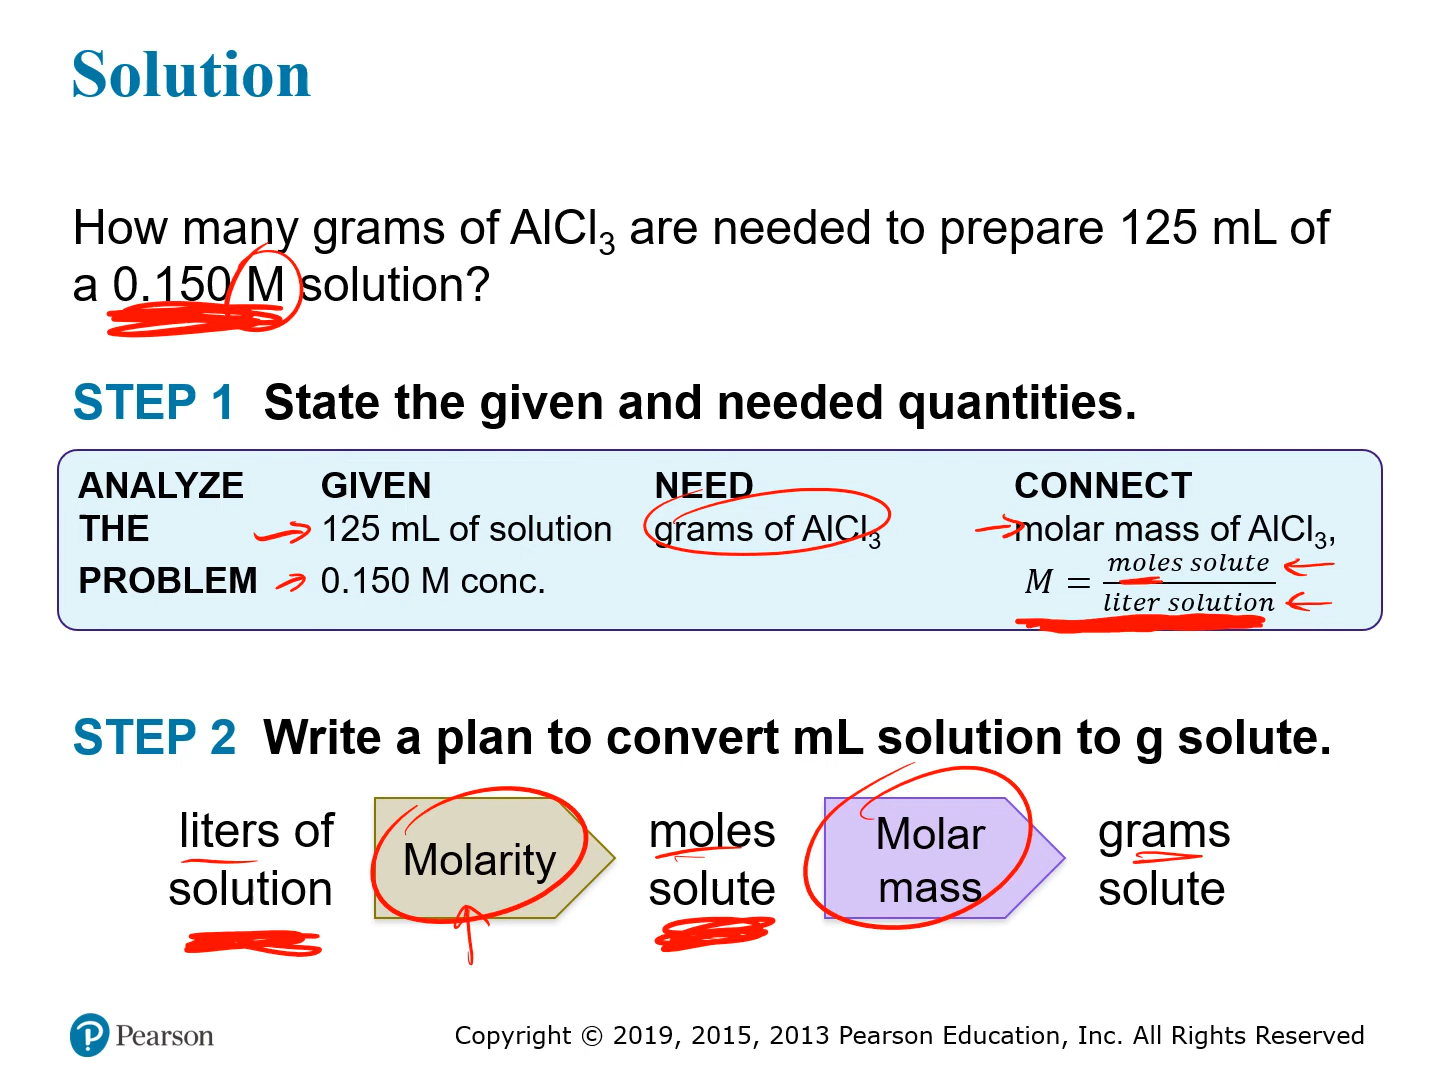 Solution
How many grams of AlCl₃ are needed to prepare 125 mL of
a 0.150 M solution?
STEP 1 State the given and needed quantities.
ANALYZE GIVEN NEED CONNECT
THE 125 mL of solution grams of AlCl₃ molar mass of AlCl₃,
PROBLEM 0.150 M conc. M = moles solute / liter solution
STEP 2 Write a plan to convert mL solution to g solute.
liters of solution Molarity moles solute Molar mass grams solute
Pearson
Copyright © 2019, 2015, 2013 Pearson Education, Inc. All Rights Reserved